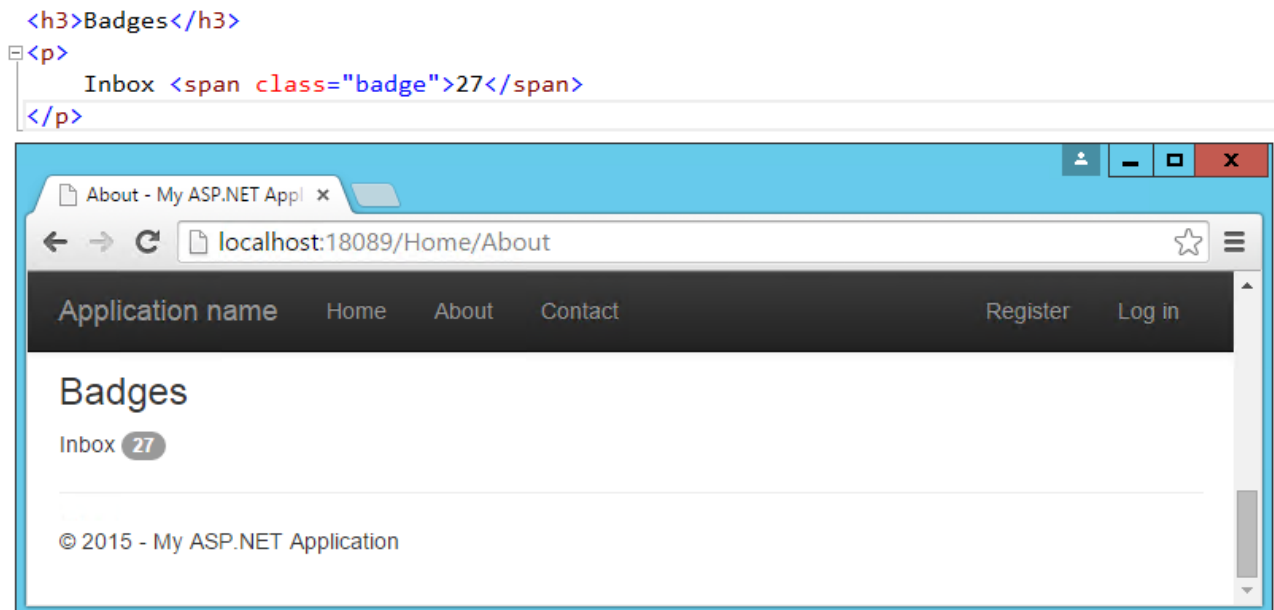 <h3>Badges</h3>
<p>
Inbox <span class="badge">27</span>
</p>
About - My ASP.NET Appl
localhost:18089/Home/About
Application name Home About Contact Register Log in
Badges
Inbox 27
© 2015 - My ASP.NET Application